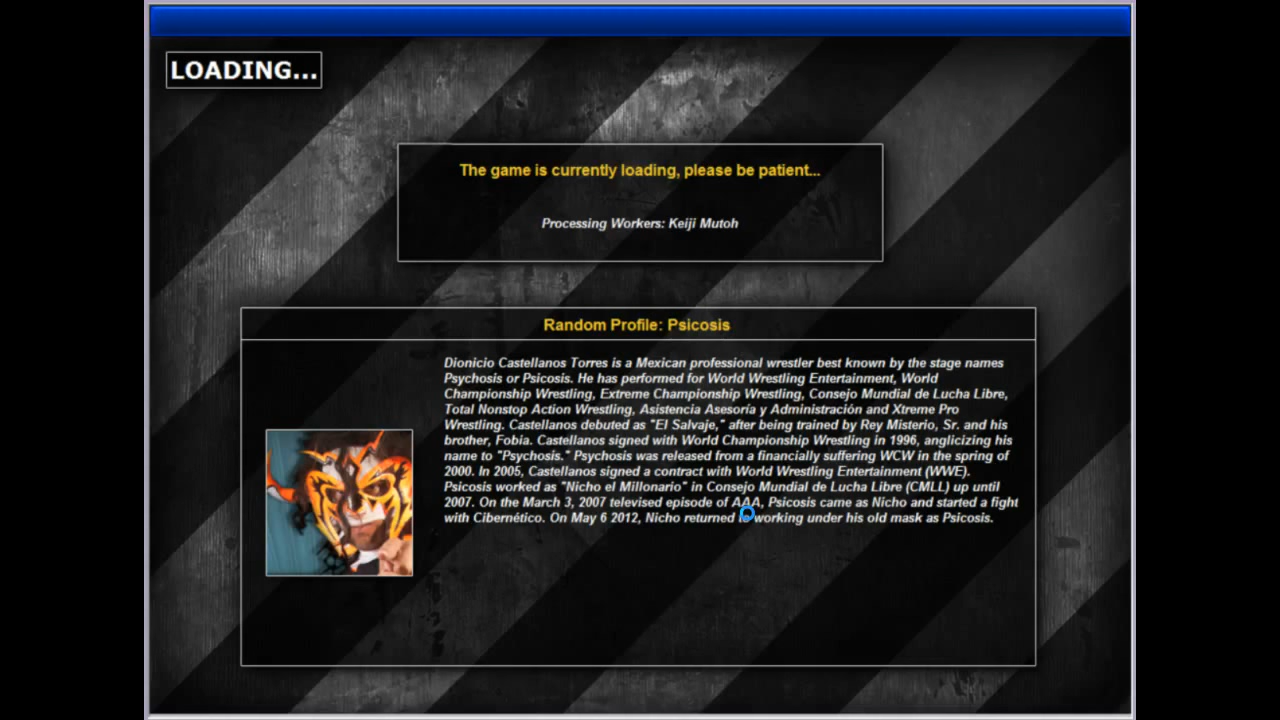 LOADING...
The game is currently loading, please be patient...
Processing Workers: Keiji Mutoh
Random Profile: Psicosis
Dionicio Castellanos Torres is a Mexican professional wrestler best known by the stage names
Psychosis or Psicosis. He has performed for World Wrestling Entertainment, World
Championship Wrestling, Extreme Championship Wrestling, Consejo Mundial de Lucha Libre,
Total Nonstop Action Wrestling, Asistencia Asesoría y Administración and Xtreme Pro
Wrestling. Castellanos debuted as "El Salvaje," after being trained by Rey Misterio, Sr. and his
brother, Fobia. Castellanos signed with World Championship Wrestling in 1996, anglicizing his
name to "Psychosis." Psychosis was released from a financially suffering WCW in the spring of
2000. In 2005, Castellanos signed a contract with World Wrestling Entertainment (WWE).
Psicosis worked as "Nicho el Millonario" in Consejo Mundial de Lucha Libre (CMLL) up until
2007. On the March 3, 2007 televised episode of AAA, Psicosis came as Nicho and started a fight
with Cibernético. On May 6 2012, Nicho returned working under his old mask as Psicosis.